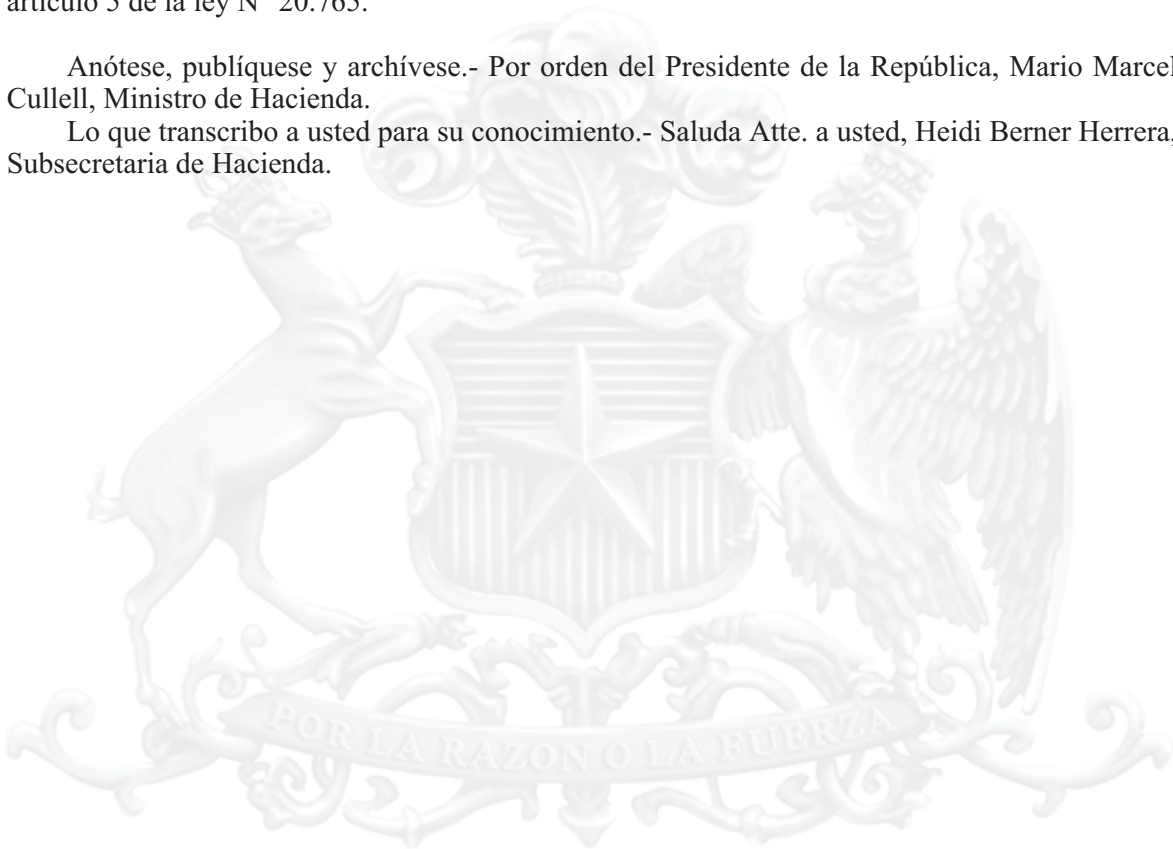 artículo 5 de la ley N° 20.765.
Anótese, publíquese y archívese.- Por orden del Presidente de la República, Mario Marcel
Cullell, Ministro de Hacienda.
Lo que transcribo a usted para su conocimiento.- Saluda Atte. a usted, Heidi Berner Herrera,
Subsecretaria de Hacienda.
POR LA RAZON O LA FUERZA